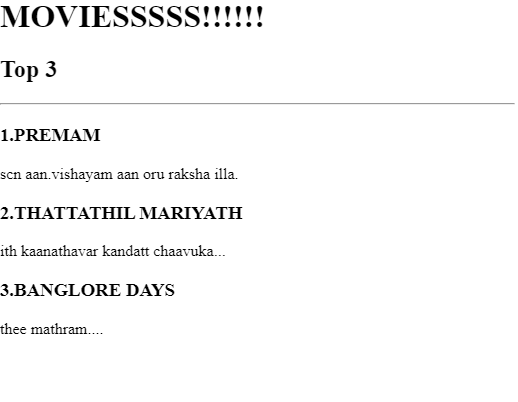 MOVIESSSSS!!!!!!
Top 3
1.PREMAM
scn aan.vishayam aan oru raksha illa.
2.THATTATHIL MARIYATH
ith kaanathavar kandatt chaavuka...
3.BANGLORE DAYS
thee mathram....